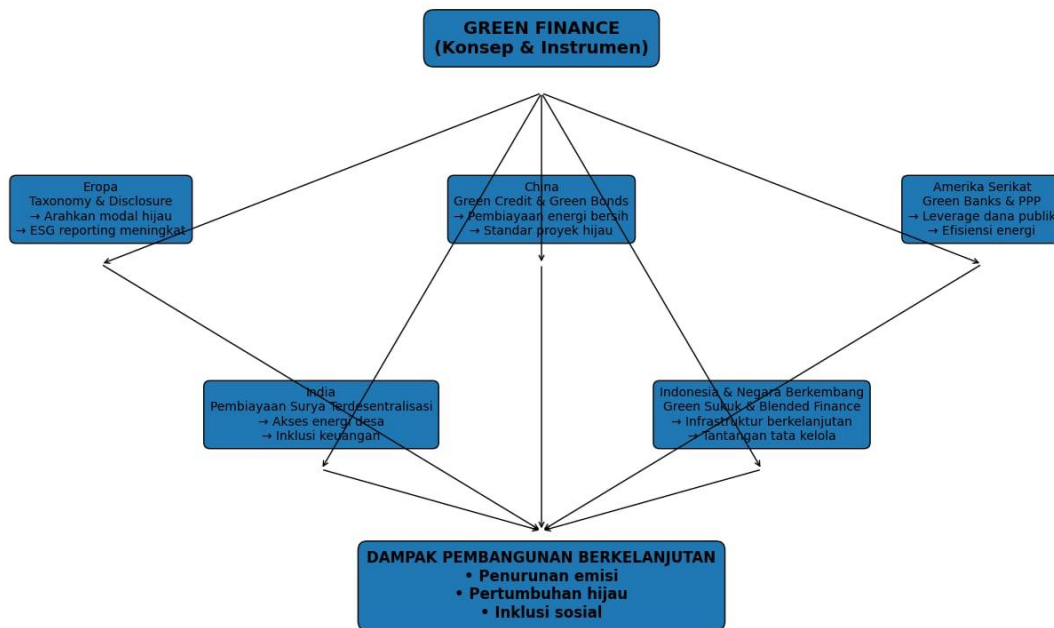 GREEN FINANCE
(Konsep & Instrumen)
Eropa
Taxonomy & Disclosure
→ Arahkan modal hijau
→ ESG reporting meningkat
China
Green Credit & Green Bonds
→ Pembiayaan energi bersih
→ Standar proyek hijau
Amerika Serikat
Green Banks & PPP
→ Leverage dana publik
→ Efisiensi energi
India
Pembiayaan Surya Terdesentralisasi
→ Akses energi desa
→ Inklusi keuangan
Indonesia & Negara Berkembang
Green Sukuk & Blended Finance
→ Infrastruktur berkelanjutan
→ Tantangan tata kelola
DAMPAK PEMBANGUNAN BERKELANJUTAN
• Penurunan emisi
• Pertumbuhan hijau
• Inklusi sosial